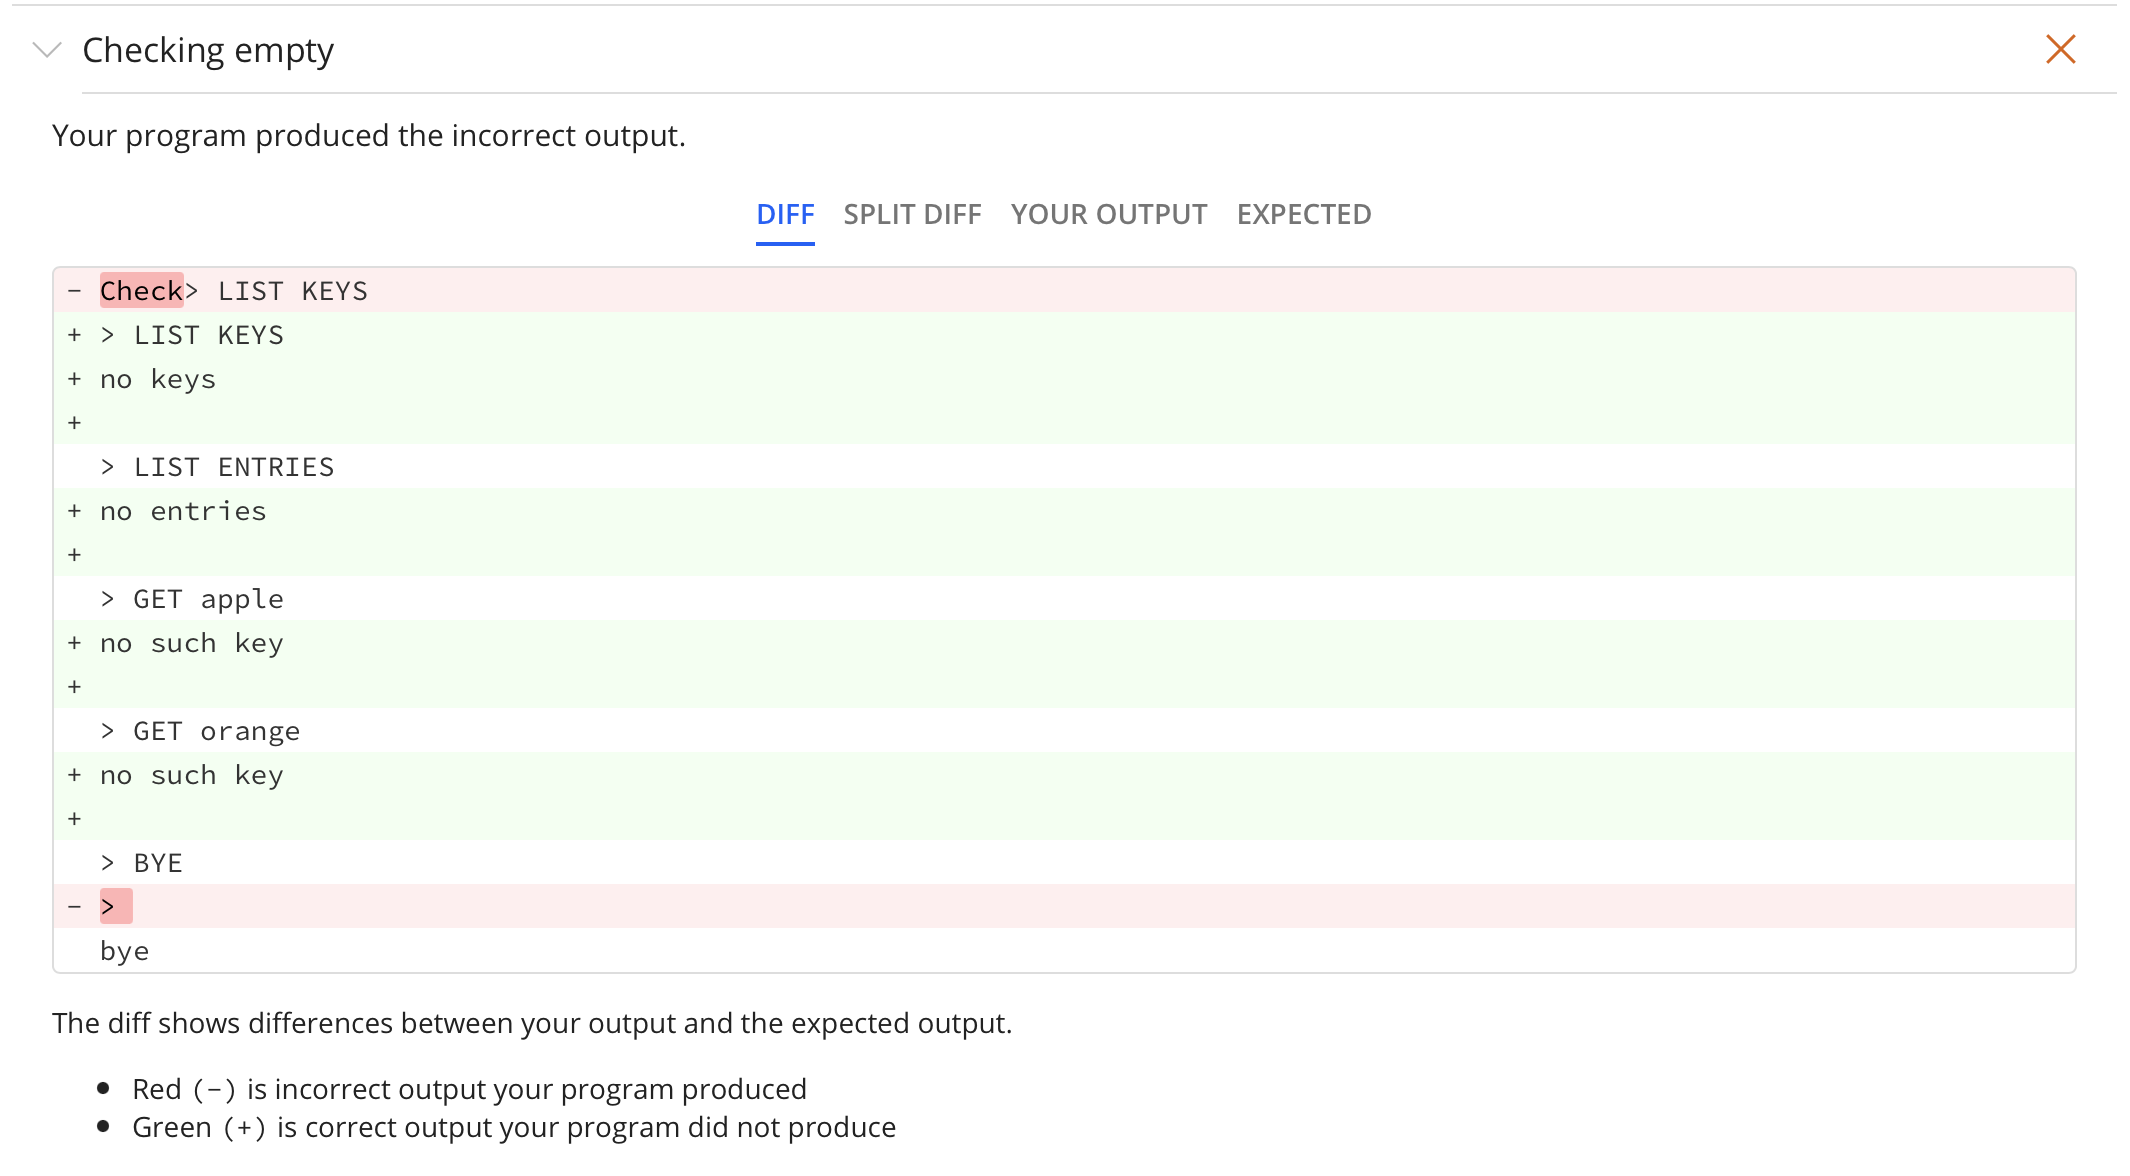 Checking empty
Your program produced the incorrect output.
DIFF SPLIT DIFF YOUR OUTPUT EXPECTED
- Check> LIST KEYS
+ > LIST KEYS
+ no keys
+
> LIST ENTRIES
+ no entries
+
> GET apple
+ no such key
+
> GET orange
+ no such key
+
> BYE
- >
bye
The diff shows differences between your output and the expected output.
• Red (-) is incorrect output your program produced
• Green (+) is correct output your program did not produce